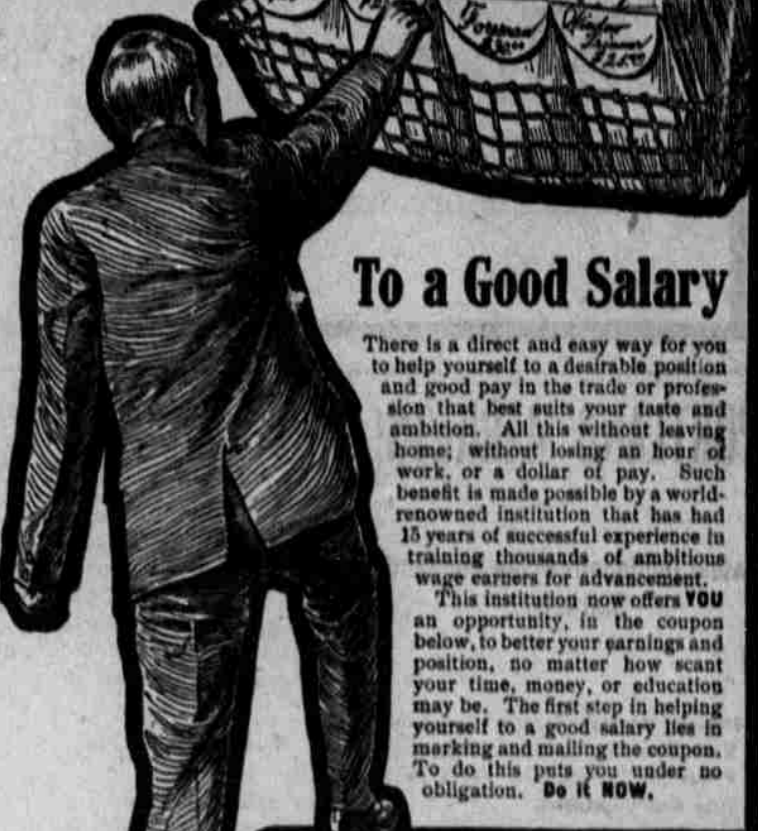 Foreman
$30.00
$25.00
To a Good Salary
There is a direct and easy way for you
to help yourself to a desirable position
and good pay in the trade or profes-
sion that best suits your taste and
ambition. All this without leaving
home; without losing an hour of
work, or a dollar of pay. Such
benefit is made possible by a world-
renowned institution that has had
15 years of successful experience in
training thousands of ambitious
wage earners for advancement.
This institution now offers YOU
an opportunity, in the coupon
below, to better your earnings and
position, no matter how scant
your time, money, or education
may be. The first step in helping
yourself to a good salary lies in
marking and mailing the coupon.
To do this puts you under no
obligation. Do it NOW.